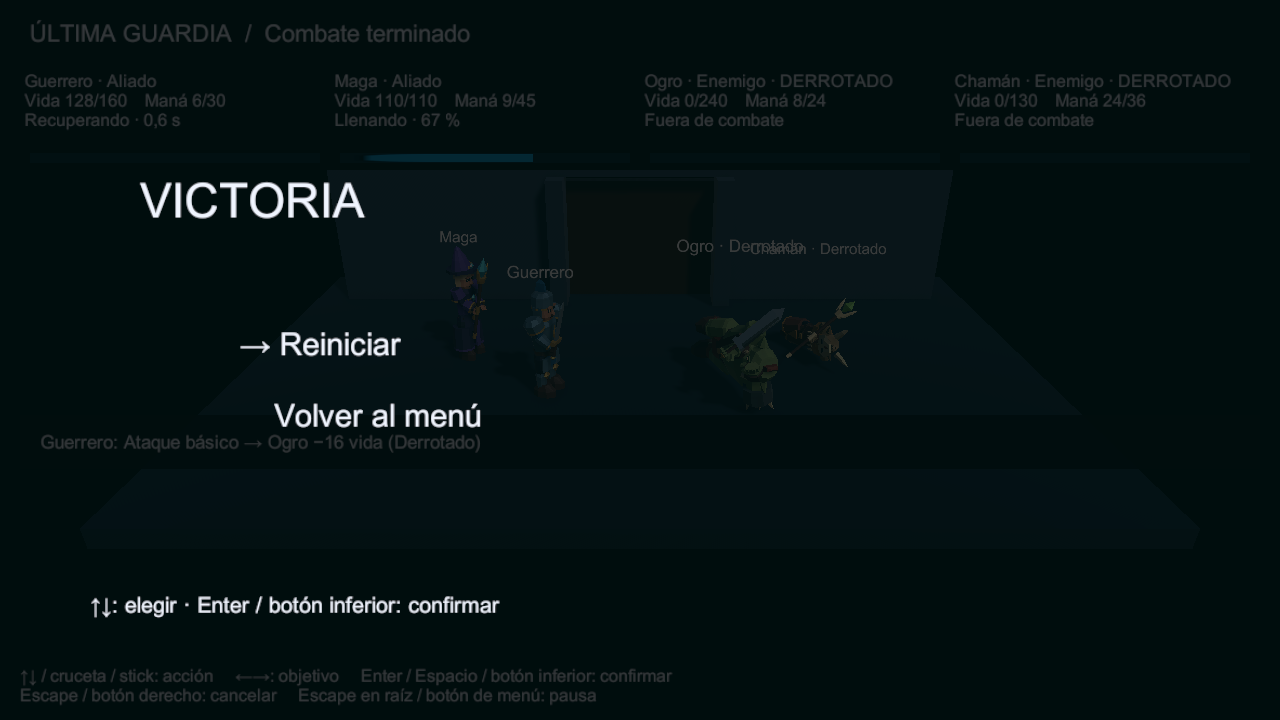 ÚLTIMA GUARDIA / Combate terminado
Guerrero · Aliado
Vida 128/160 Maná 6/30
Recuperando · 0,6 s
Maga · Aliado
Vida 110/110 Maná 9/45
Llenando · 67 %
Ogro · Enemigo · DERROTADO
Vida 0/240 Maná 8/24
Fuera de combate
Chamán · Enemigo · DERROTADO
Vida 0/130 Maná 24/36
Fuera de combate
VICTORIA
Maga
Guerrero
Ogro · Derrotado
Chamán · Derrotado
→ Reiniciar
Volver al menú
Guerrero: Ataque básico → Ogro −16 vida (Derrotado)
↑↓: elegir · Enter / botón inferior: confirmar
↑↓ / cruceta / stick: acción ←→: objetivo Enter / Espacio / botón inferior: confirmar
Escape / botón derecho: cancelar Escape en raíz / botón de menú: pausa